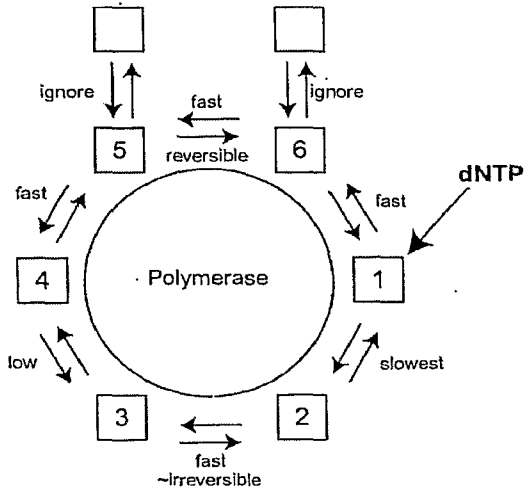 ignore
ignore
fast
5
reversible
6
dNTP
fast
fast
4
Polymerase
1
low
slowest
3
2
fast
~Irreversible